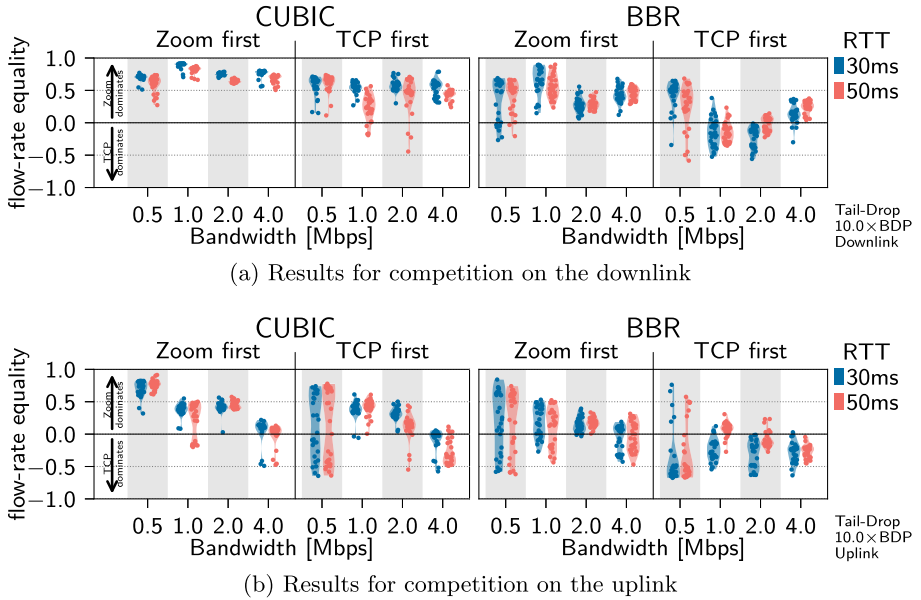 CUBIC BBR
Zoom first TCP first Zoom first TCP first RTT
30ms
50ms
flow-rate equality
1.0
0.5
0.0
−0.5
−1.0
Zoom
dominates
TCP
dominates
0.5 1.0 2.0 4.0 0.5 1.0 2.0 4.0 0.5 1.0 2.0 4.0 0.5 1.0 2.0 4.0
Bandwidth [Mbps] Bandwidth [Mbps]
Tail-Drop
10.0×BDP
Downlink
(a) Results for competition on the downlink
CUBIC BBR
Zoom first TCP first Zoom first TCP first RTT
30ms
50ms
flow-rate equality
1.0
0.5
0.0
−0.5
−1.0
Zoom
dominates
TCP
dominates
0.5 1.0 2.0 4.0 0.5 1.0 2.0 4.0 0.5 1.0 2.0 4.0 0.5 1.0 2.0 4.0
Bandwidth [Mbps] Bandwidth [Mbps]
Tail-Drop
10.0×BDP
Uplink
(b) Results for competition on the uplink